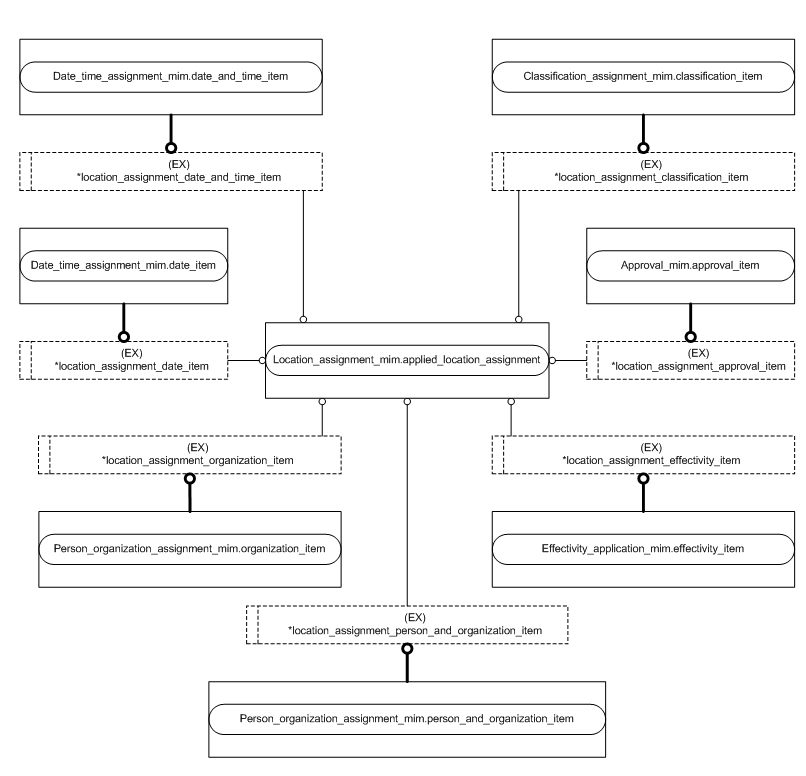 Date_time_assignment_mim.date_and_time_item
Classification_assignment_mim.classification_item
(EX)
*location_assignment_date_and_time_item
(EX)
*location_assignment_classification_item
Date_time_assignment_mim.date_item
Approval_mim.approval_item
(EX)
*location_assignment_date_item
Location_assignment_mim.applied_location_assignment
(EX)
*location_assignment_approval_item
(EX)
*location_assignment_organization_item
(EX)
*location_assignment_effectivity_item
Person_organization_assignment_mim.organization_item
Effectivity_application_mim.effectivity_item
(EX)
*location_assignment_person_and_organization_item
Person_organization_assignment_mim.person_and_organization_item